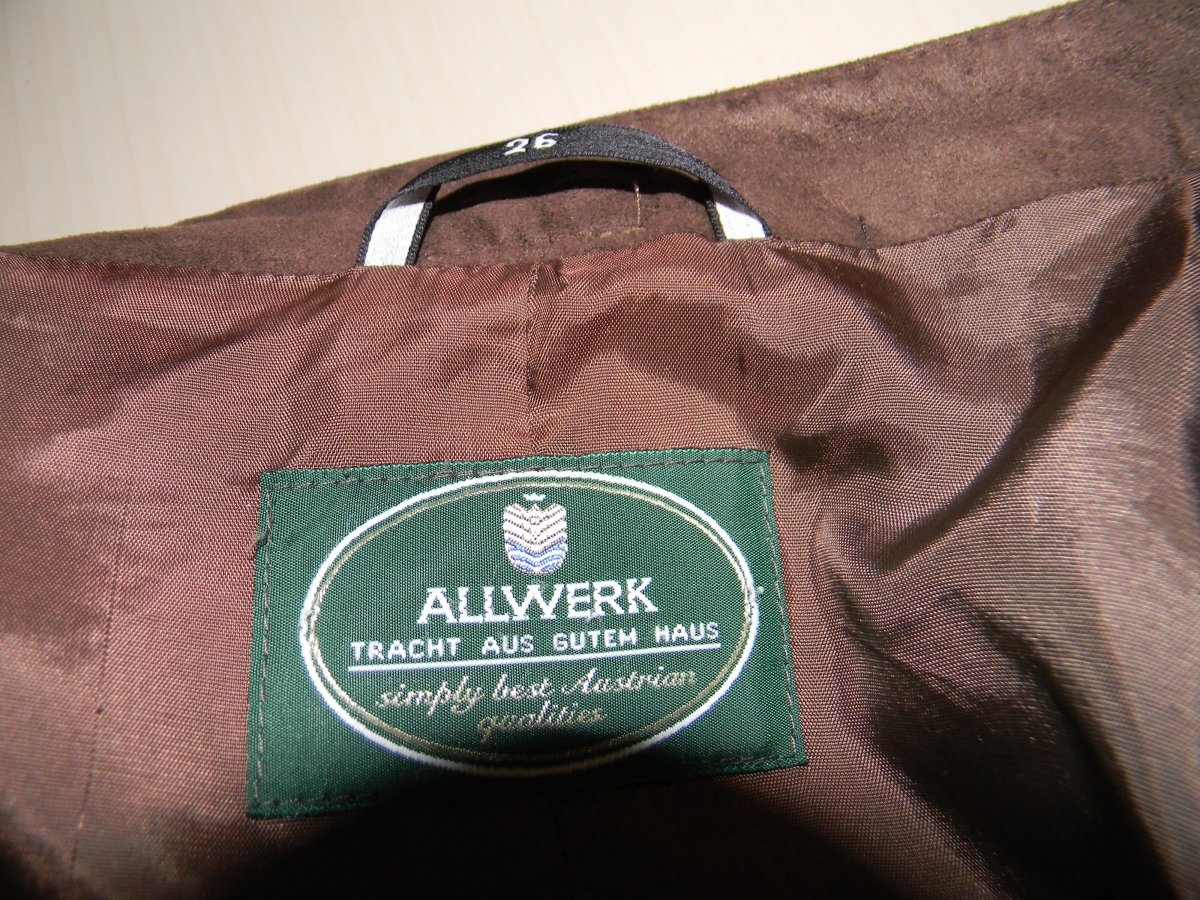 26
ALLWERK
TRACHT AUS GUTEM HAUS
simply best Austrian
qualities